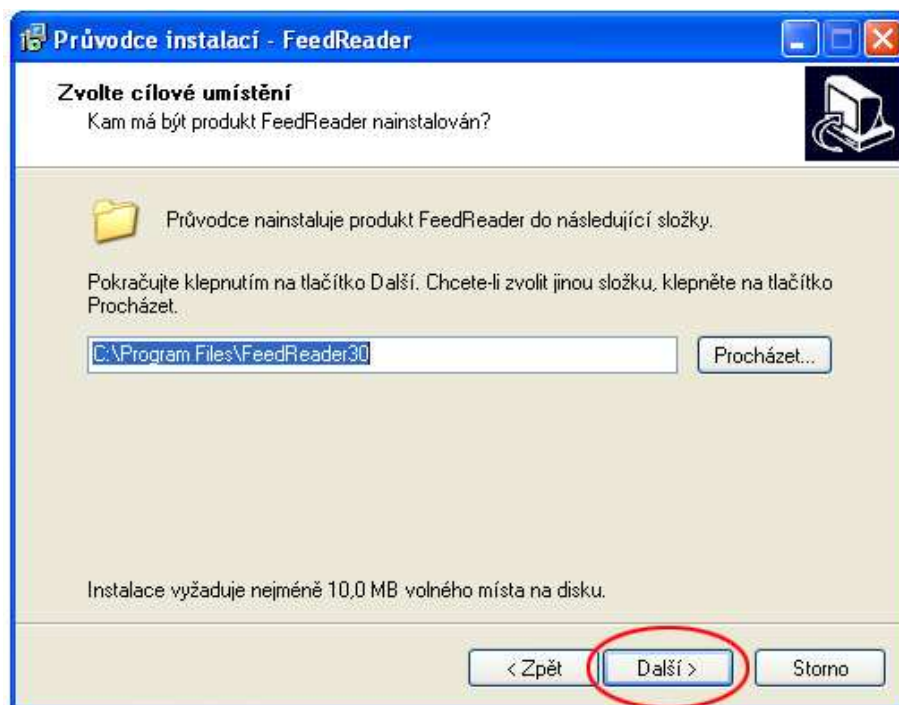 Průvodce instalací - FeedReader
Zvolte cílové umístění
Kam má být produkt FeedReader nainstalován?
Průvodce nainstaluje produkt FeedReader do následující složky.
Pokračujte klepnutím na tlačítko Další. Chcete-li zvolit jinou složku, klepněte na tlačítko
Procházet.
C:\Program Files\FeedReader30
Procházet...
Instalace vyžaduje nejméně 10,0 MB volného místa na disku.
< Zpět
Další >
Storno